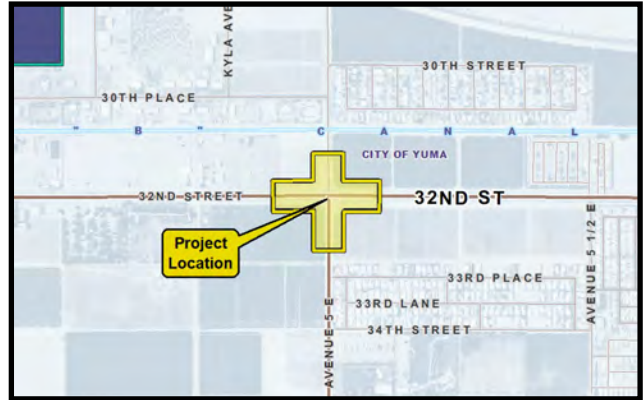 KYLA AVE
30TH STREET
30TH PLACE
"B" CANAL
CITY OF YUMA
32ND STREET
32ND ST
Project
Location
AVENUE 5 1/2 E
33RD PLACE
33RD LANE
34TH STREET
AVENUE 5 E